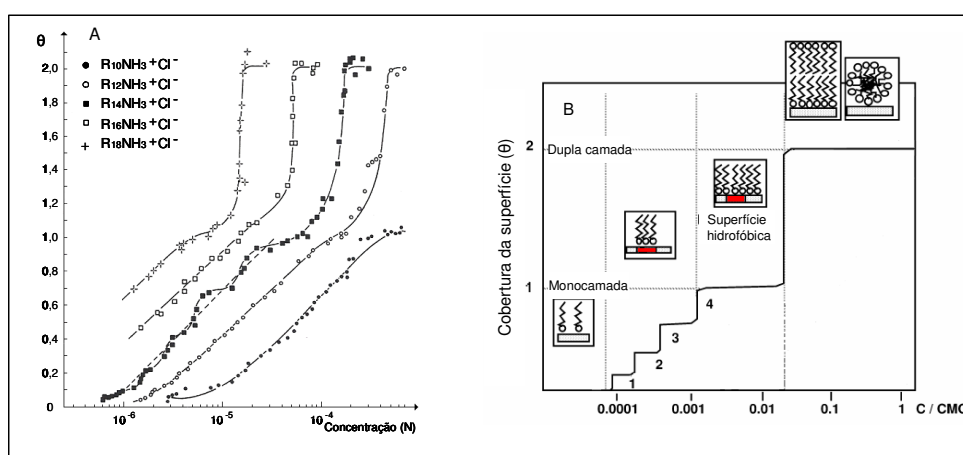 θ
A
2,0
1,8
1,6
1,4
1,2
1,0
0,8
0,6
0,4
0,2
0
R₁₀NH₃⁺Cl⁻
R₁₂NH₃⁺Cl⁻
R₁₄NH₃⁺Cl⁻
R₁₆NH₃⁺Cl⁻
R₁₈NH₃⁺Cl⁻
10⁻⁶
10⁻⁵
10⁻⁴
Concentração (N)
B
Cobertura da superfície (θ)
2
Dupla camada
Superfície
hidrofóbica
1
Monocamada
1
2
3
4
0.0001
0.001
0.01
0.1
1
C / CMC